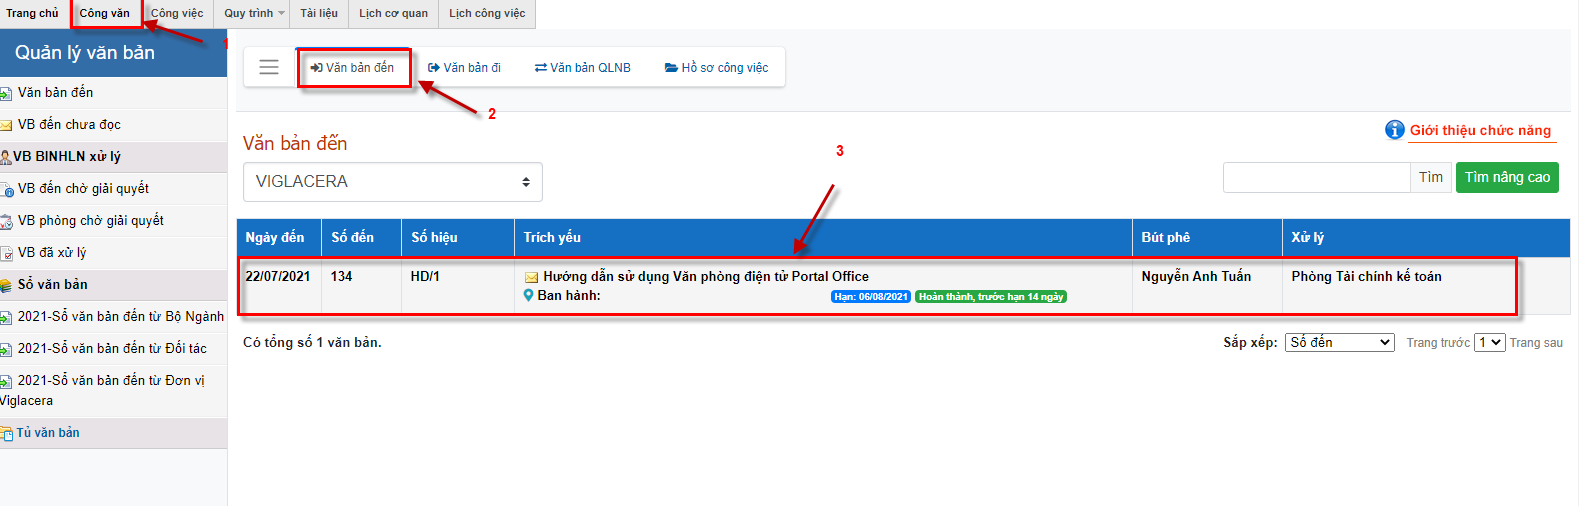 Trang chủ Công văn Công việc Quy trình Tài liệu Lịch cơ quan Lịch công việc
1
Quản lý văn bản
Văn bản đến
VB đến chưa đọc
VB BINHLN xử lý
VB đến chờ giải quyết
VB phòng chờ giải quyết
VB đã xử lý
Sổ văn bản
2021-Sổ văn bản đến từ Bộ Ngành
2021-Sổ văn bản đến từ Đối tác
2021-Sổ văn bản đến từ Đơn vị
Viglacera
Tủ văn bản
Văn bản đến Văn bản đi Văn bản QLNB Hồ sơ công việc
2
Giới thiệu chức năng
Văn bản đến
3
VIGLACERA
Tìm Tìm nâng cao
Ngày đến Số đến Số hiệu Trích yếu Bút phê Xử lý
22/07/2021 134 HD/1 Hướng dẫn sử dụng Văn phòng điện tử Portal Office Nguyễn Anh Tuấn Phòng Tài chính kế toán
Ban hành: Hạn: 06/08/2021 Hoàn thành, trước hạn 14 ngày
Có tổng số 1 văn bản. Sắp xếp: Số đến Trang trước 1 Trang sau